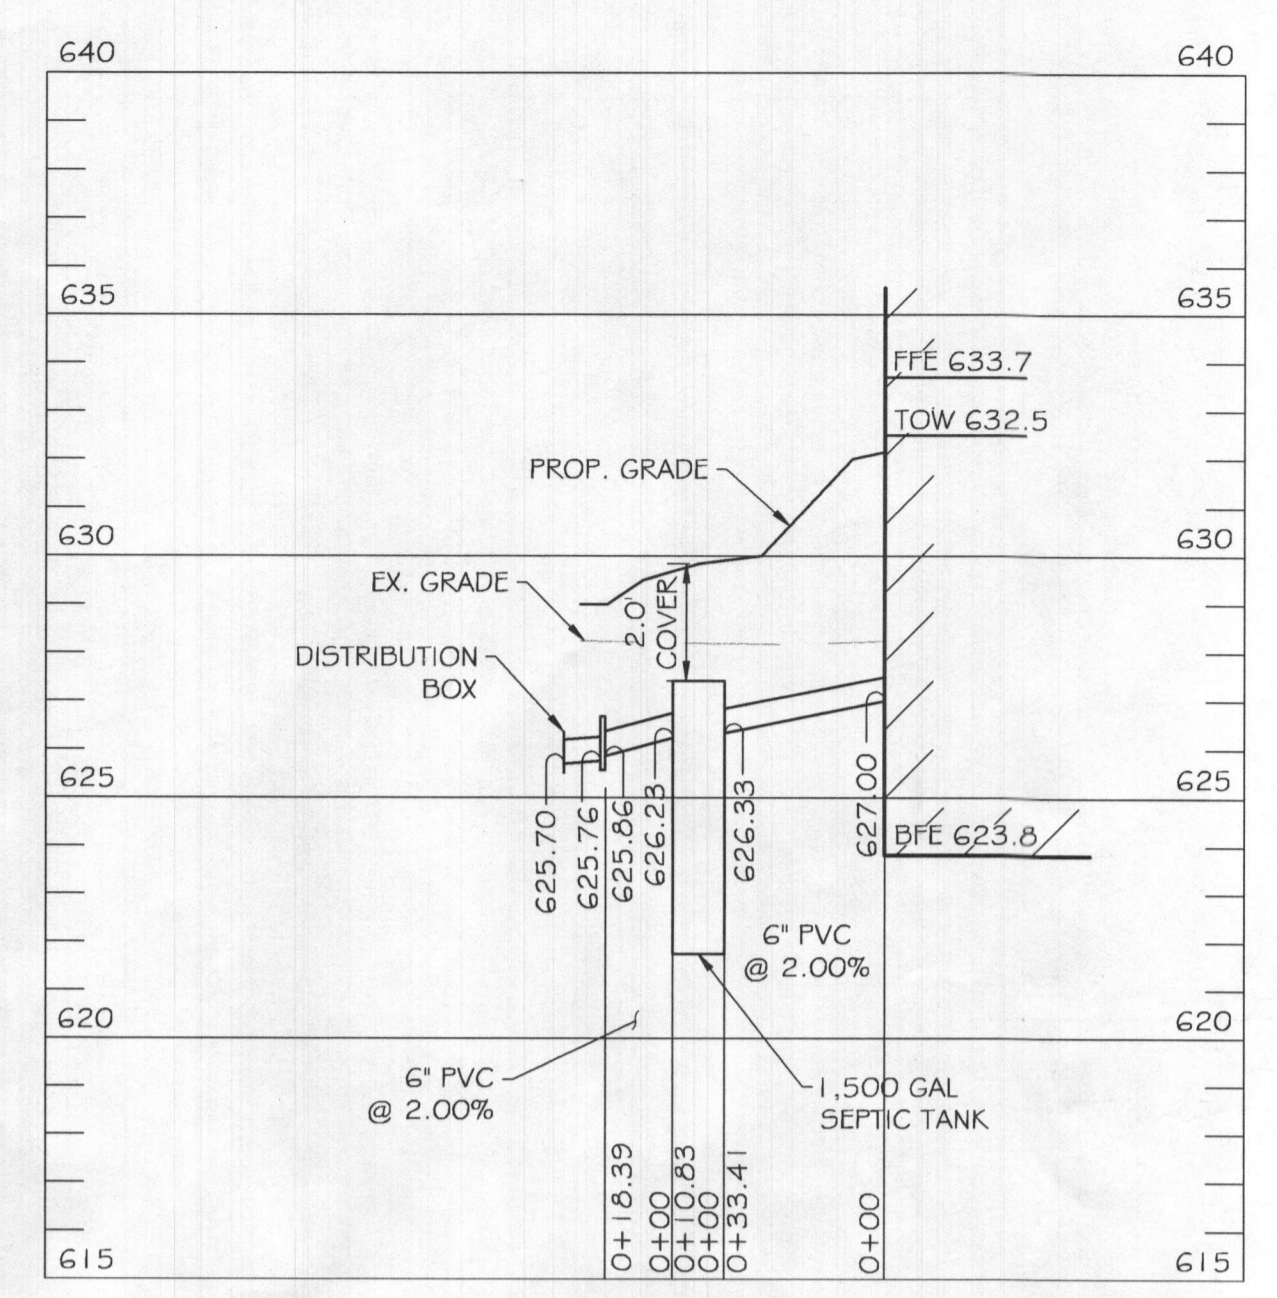 640
640
635
635
FFE 633.7
TOW 632.5
PROP. GRADE
630
630
EX. GRADE
2.0'
COVER
DISTRIBUTION
BOX
625
625
625.70
625.76
625.86
626.23
626.33
627.00
BFE 623.8
6" PVC
@ 2.00%
620
620
6" PVC
@ 2.00%
1,500 GAL
SEPTIC TANK
0+18.39
0+00
0+10.83
0+00
0+33.41
0+00
615
615